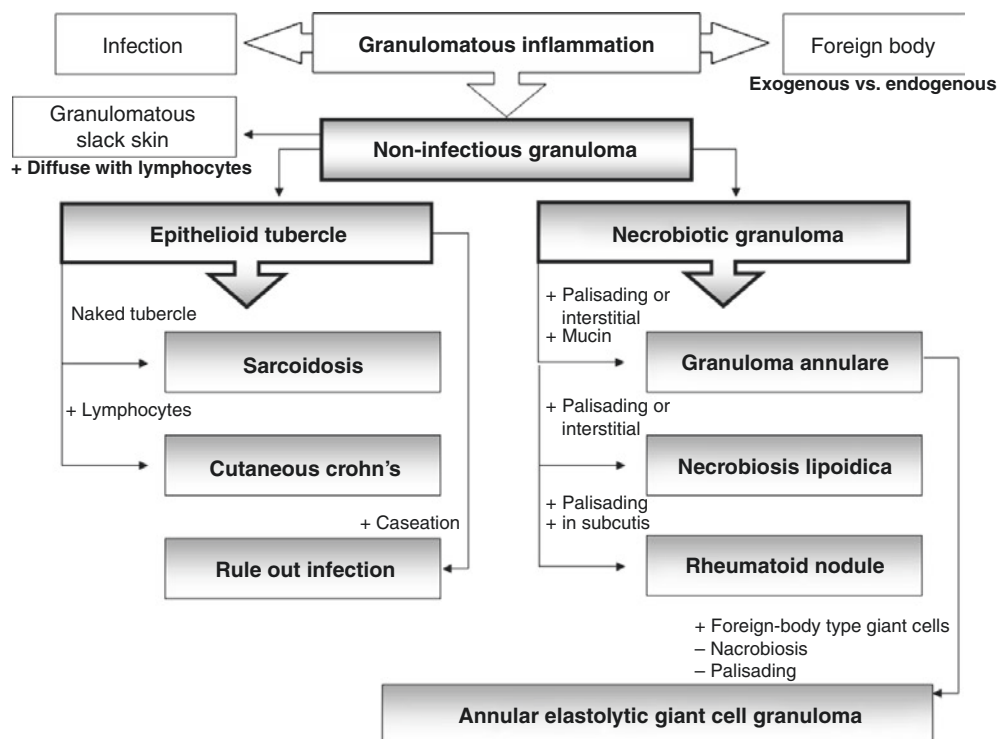 Infection
Granulomatous inflammation
Foreign body
Exogenous vs. endogenous
Granulomatous
slack skin
+ Diffuse with lymphocytes
Non-infectious granuloma
Epithelioid tubercle
Necrobiotic granuloma
Naked tubercle
Sarcoidosis
+ Lymphocytes
Cutaneous crohn's
+ Caseation
Rule out infection
+ Palisading or
interstitial
+ Mucin
Granuloma annulare
+ Palisading or
interstitial
Necrobiosis lipoidica
+ Palisading
+ in subcutis
Rheumatoid nodule
+ Foreign-body type giant cells
– Nacrobiosis
– Palisading
Annular elastolytic giant cell granuloma